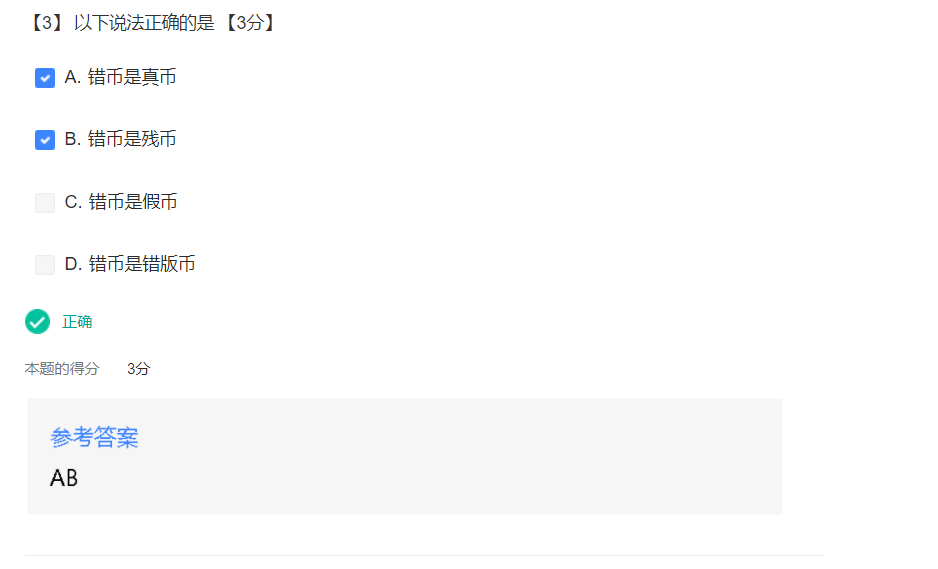 【3】 以下说法正确的是 【3分】
A. 错币是真币
B. 错币是残币
C. 错币是假币
D. 错币是错版币
正确
本题的得分 3分
参考答案
AB